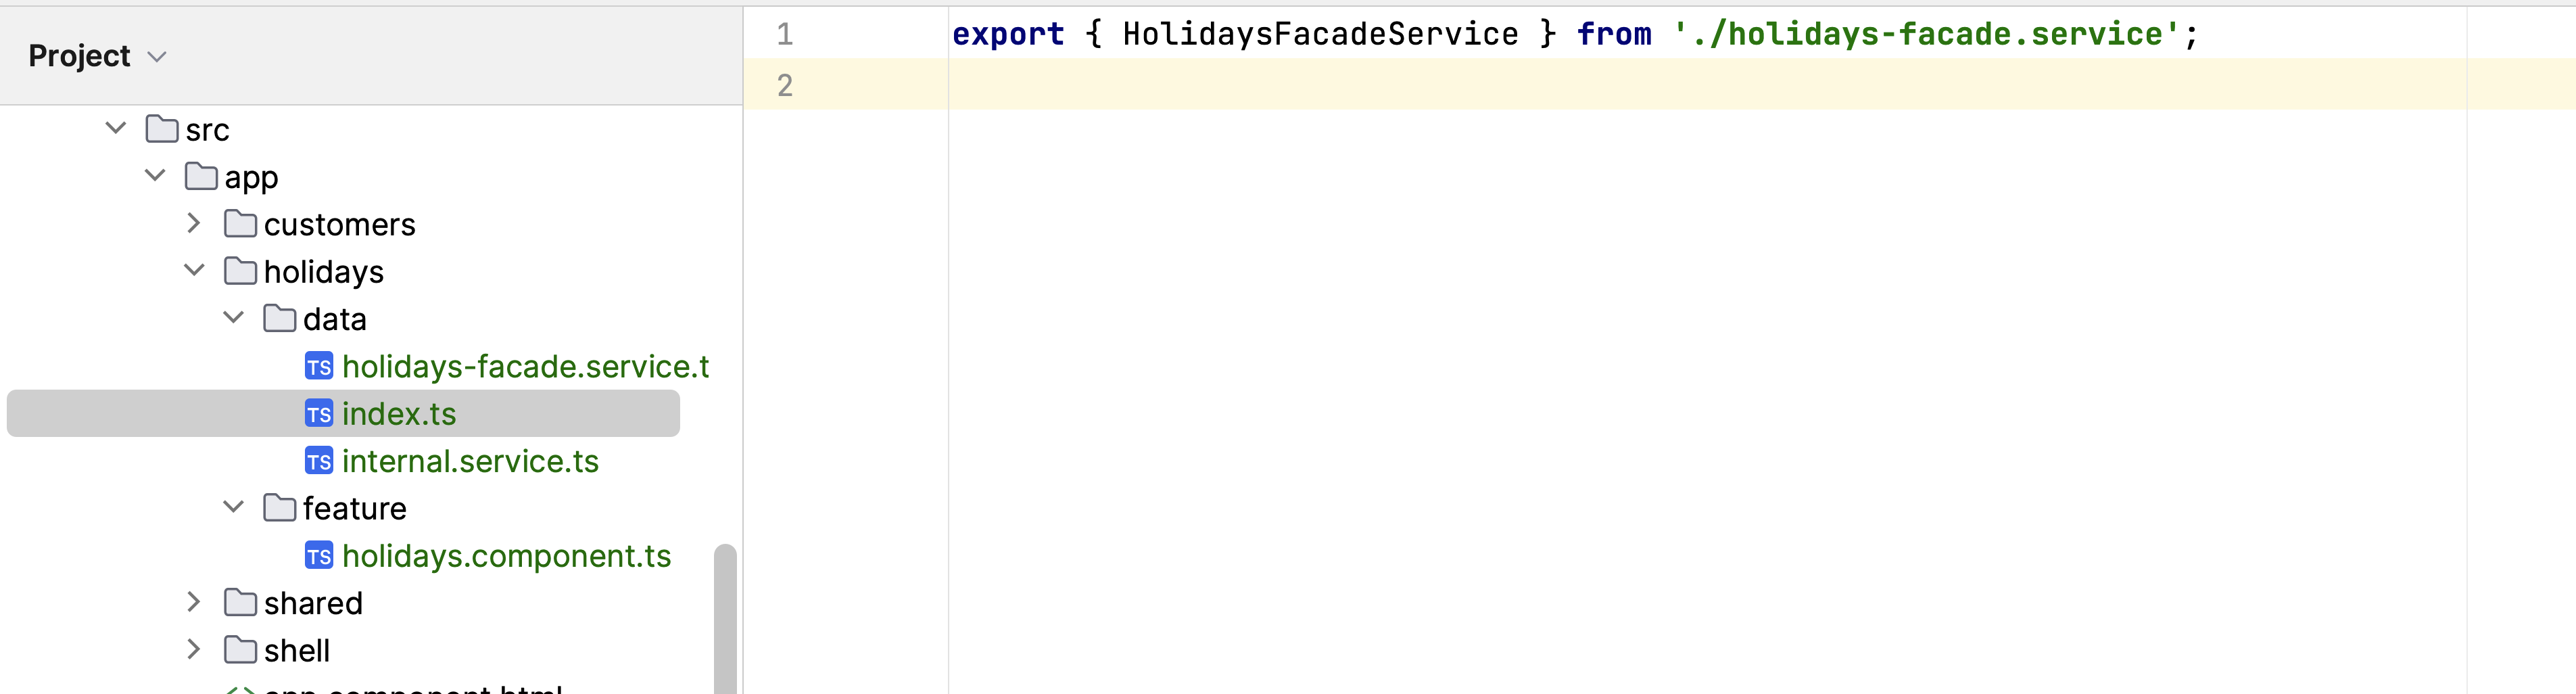 Project
src
app
customers
holidays
data
TS holidays-facade.service.t
TS index.ts
TS internal.service.ts
feature
TS holidays.component.ts
shared
shell
1 export { HolidaysFacadeService } from './holidays-facade.service';
2